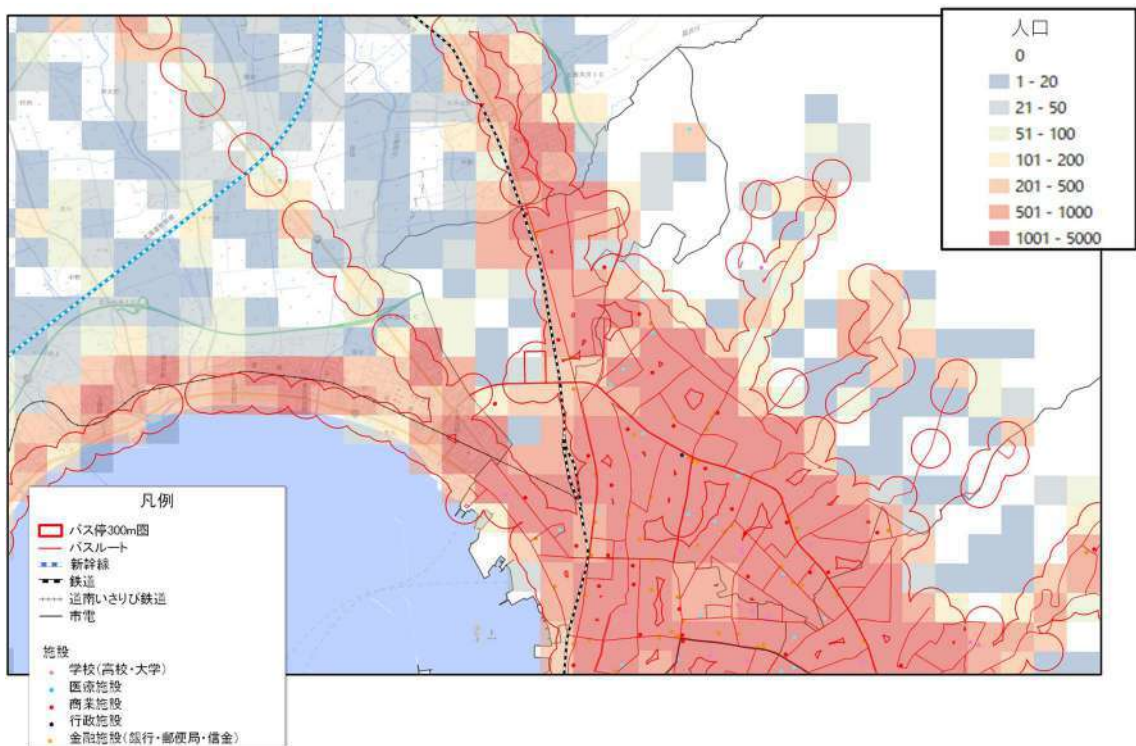 人口
0
1 - 20
21 - 50
51 - 100
101 - 200
201 - 500
501 - 1000
1001 - 5000
凡例
バス停300m圏
バスルート
新幹線
鉄道
道南いさりび鉄道
市電
施設
学校(高校・大学)
医療施設
商業施設
行政施設
金融施設(銀行・郵便局・信金)